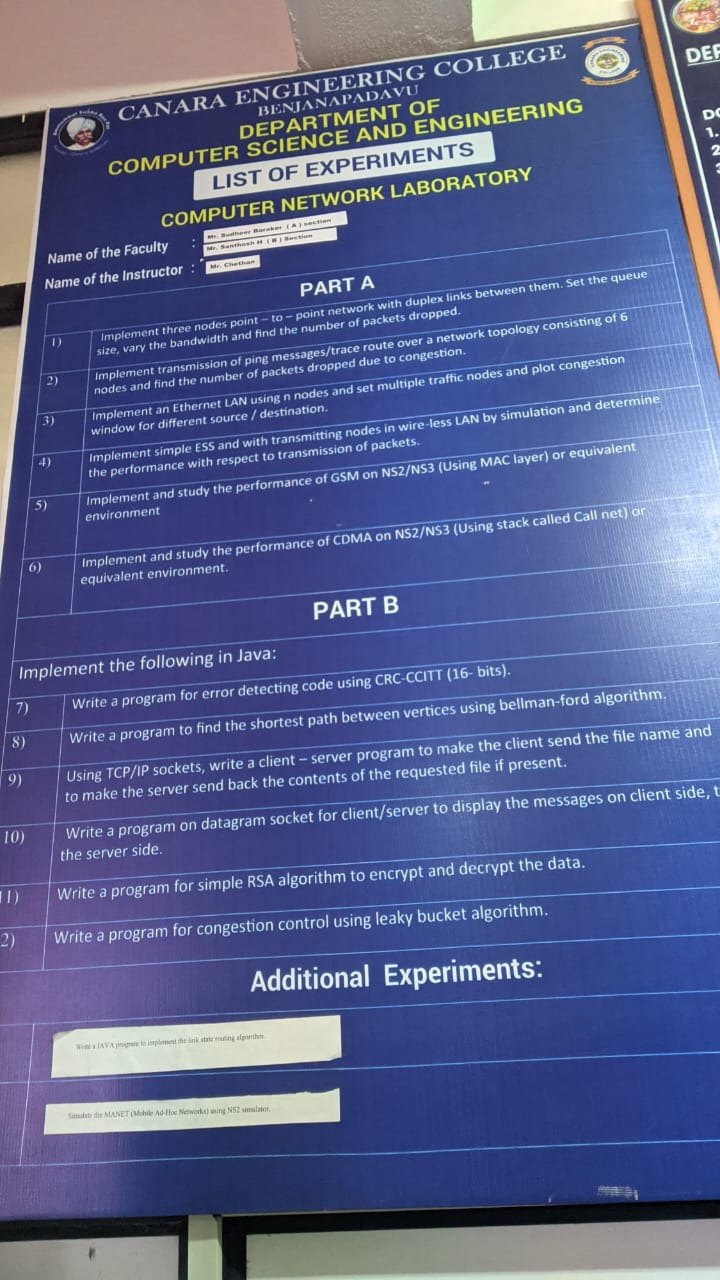 CANARA ENGINEERING COLLEGE
BENJANAPADAVU
DEPARTMENT OF
COMPUTER SCIENCE AND ENGINEERING
LIST OF EXPERIMENTS
COMPUTER NETWORK LABORATORY
Name of the Faculty : Mr. Sudheer Baraker ( A ) section
Mr. Santhosh H ( B ) Section
Name of the Instructor : Mr. Chethan
PART A
1) Implement three nodes point – to – point network with duplex links between them. Set the queue
size, vary the bandwidth and find the number of packets dropped.
2) Implement transmission of ping messages/trace route over a network topology consisting of 6
nodes and find the number of packets dropped due to congestion.
3) Implement an Ethernet LAN using n nodes and set multiple traffic nodes and plot congestion
window for different source / destination.
4) Implement simple ESS and with transmitting nodes in wire-less LAN by simulation and determine
the performance with respect to transmission of packets.
5) Implement and study the performance of GSM on NS2/NS3 (Using MAC layer) or equivalent
environment
6) Implement and study the performance of CDMA on NS2/NS3 (Using stack called Call net) or
equivalent environment.
PART B
Implement the following in Java:
7) Write a program for error detecting code using CRC-CCITT (16- bits).
8) Write a program to find the shortest path between vertices using bellman-ford algorithm.
9) Using TCP/IP sockets, write a client – server program to make the client send the file name and
to make the server send back the contents of the requested file if present.
10) Write a program on datagram socket for client/server to display the messages on client side, t
the server side.
11) Write a program for simple RSA algorithm to encrypt and decrypt the data.
2) Write a program for congestion control using leaky bucket algorithm.
Additional Experiments:
Write a JAVA program to implement the link state routing algorithm.
Simulate the MANET (Mobile Ad-Hoc Networks) using NS2 simulator.
DEP
DO
1.
2